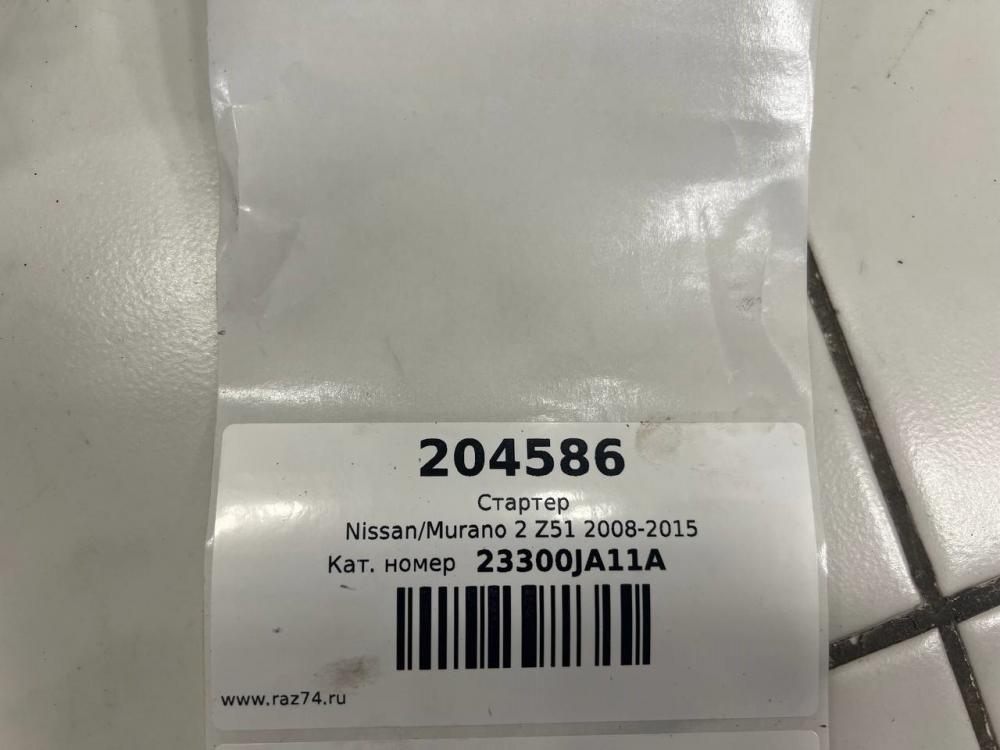 204586
Стартер
Nissan/Murano 2 Z51 2008-2015
Кат. номер 23300JA11A
www.raz74.ru